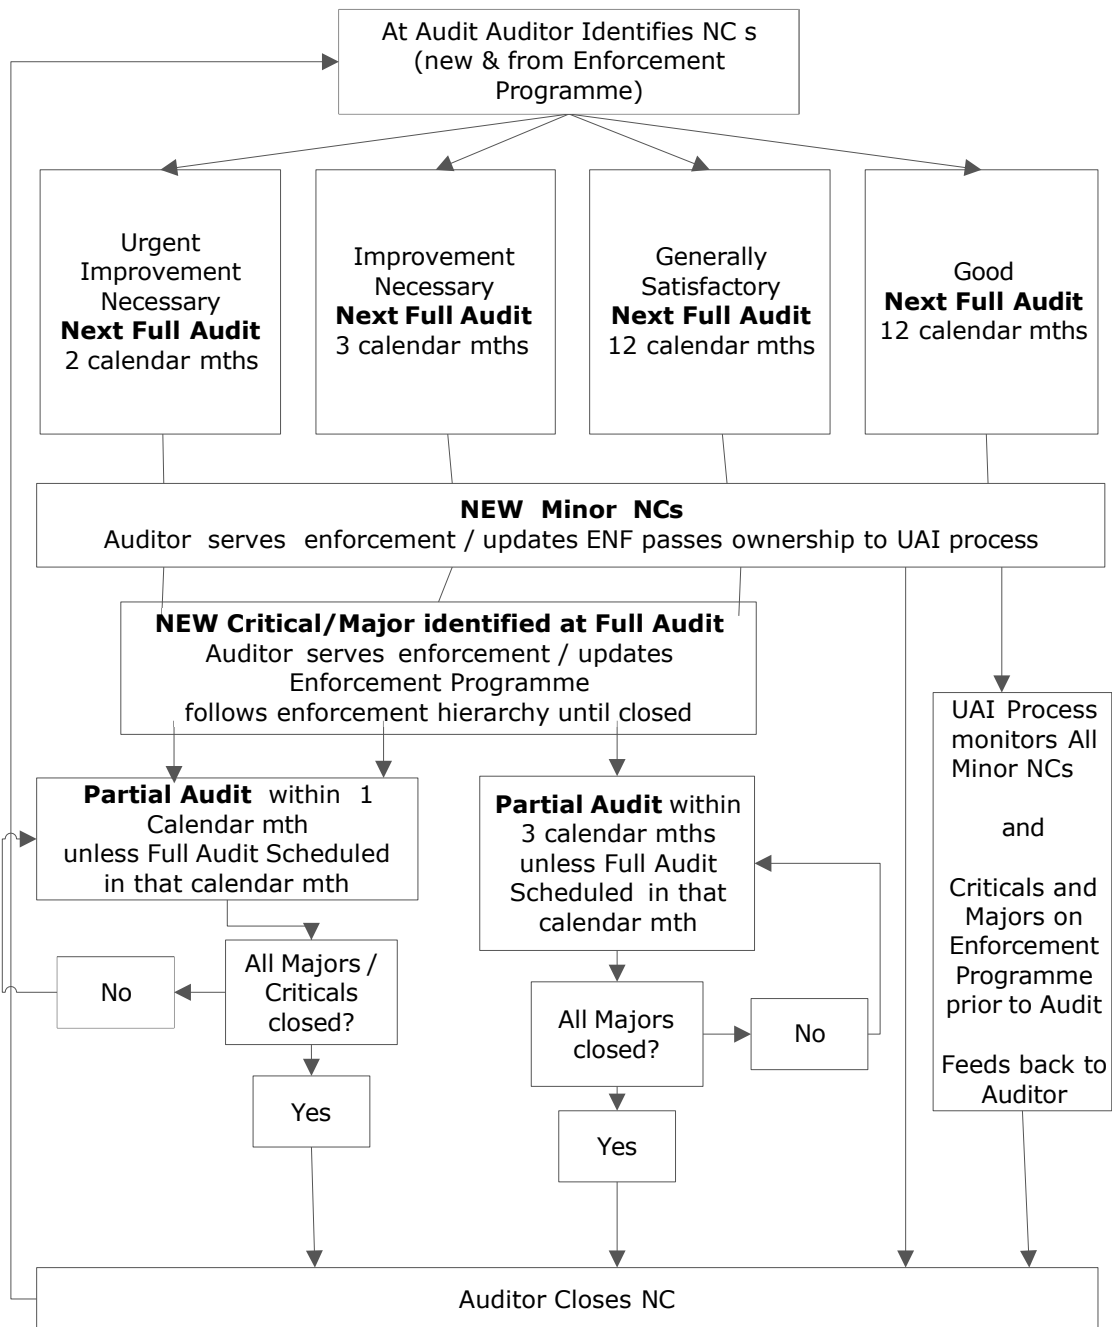 At Audit Auditor Identifies NC s
(new & from Enforcement
Programme)
Urgent
Improvement
Necessary
Next Full Audit
2 calendar mths
Improvement
Necessary
Next Full Audit
3 calendar mths
Generally
Satisfactory
Next Full Audit
12 calendar mths
Good
Next Full Audit
12 calendar mths
NEW Minor NCs
Auditor serves enforcement / updates ENF passes ownership to UAI process
NEW Critical/Major identified at Full Audit
Auditor serves enforcement / updates
Enforcement Programme
follows enforcement hierarchy until closed
Partial Audit within 1
Calendar mth
unless Full Audit Scheduled
in that calendar mth
Partial Audit within
3 calendar mths
unless Full Audit
Scheduled in that
calendar mth
UAI Process
monitors All
Minor NCs
and
Criticals and
Majors on
Enforcement
Programme
prior to Audit
Feeds back to
Auditor
No
All Majors /
Criticals
closed?
Yes
All Majors
closed?
No
Yes
Auditor Closes NC